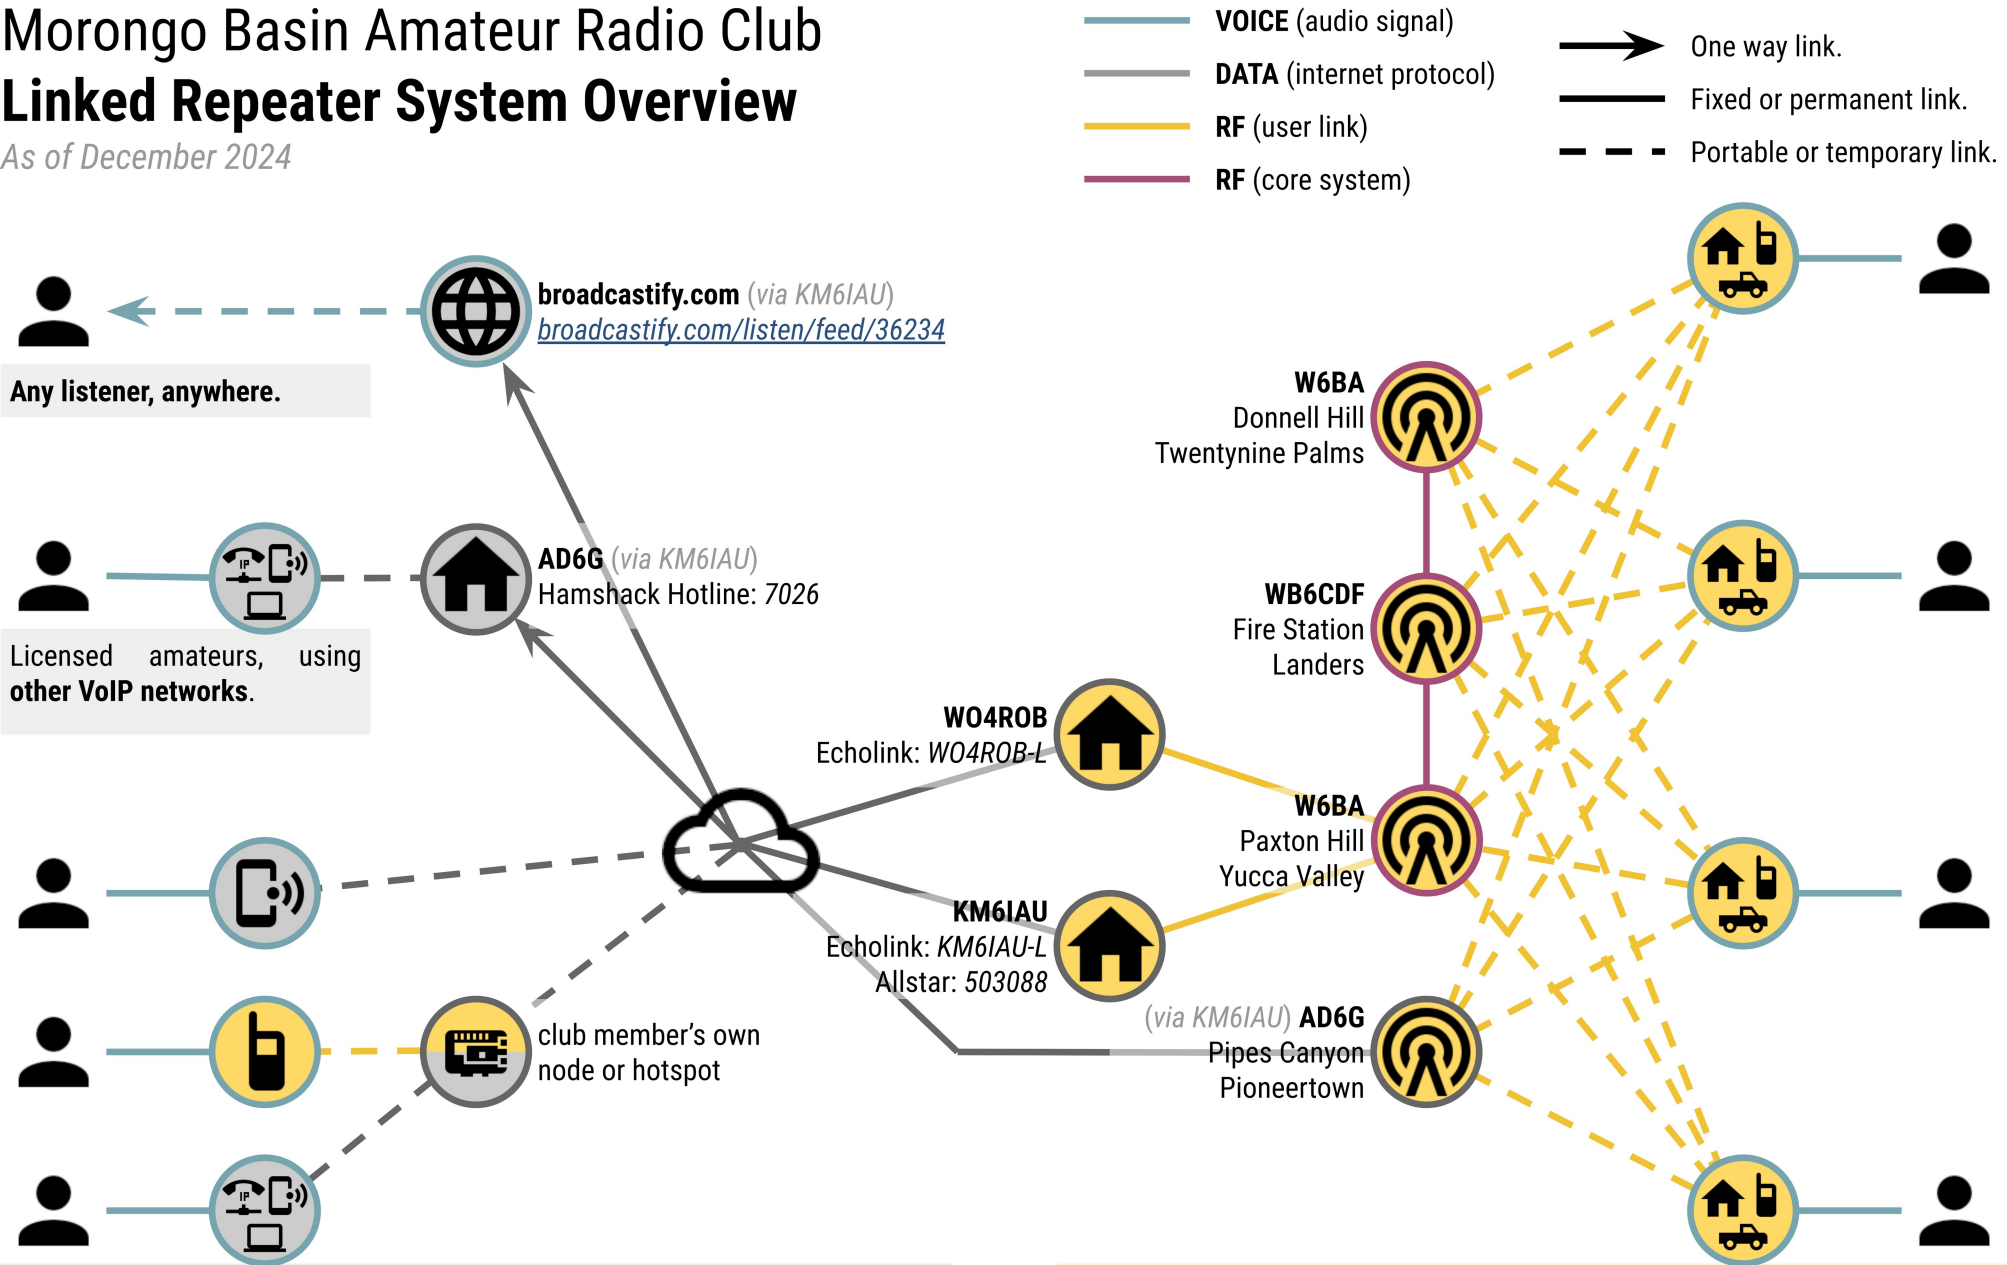 Morongo Basin Amateur Radio Club
Linked Repeater System Overview
As of December 2024
VOICE (audio signal)
DATA (internet protocol)
RF (user link)
RF (core system)
One way link.
Fixed or permanent link.
Portable or temporary link.
broadcastify.com (via KM6IAU)
broadcastify.com/listen/feed/36234
Any listener, anywhere.
W6BA
Donnell Hill
Twentynine Palms
IP
AD6G (via KM6IAU)
Hamshack Hotline: 7026
Licensed amateurs, using
other VoIP networks.
WB6CDF
Fire Station
Landers
WO4ROB
Echolink: WO4ROB-L
W6BA
Paxton Hill
Yucca Valley
KM6IAU
Echolink: KM6IAU-L
Allstar: 503088
(via KM6IAU) AD6G
Pipes Canyon
Pioneertown
club member's own
node or hotspot
IP